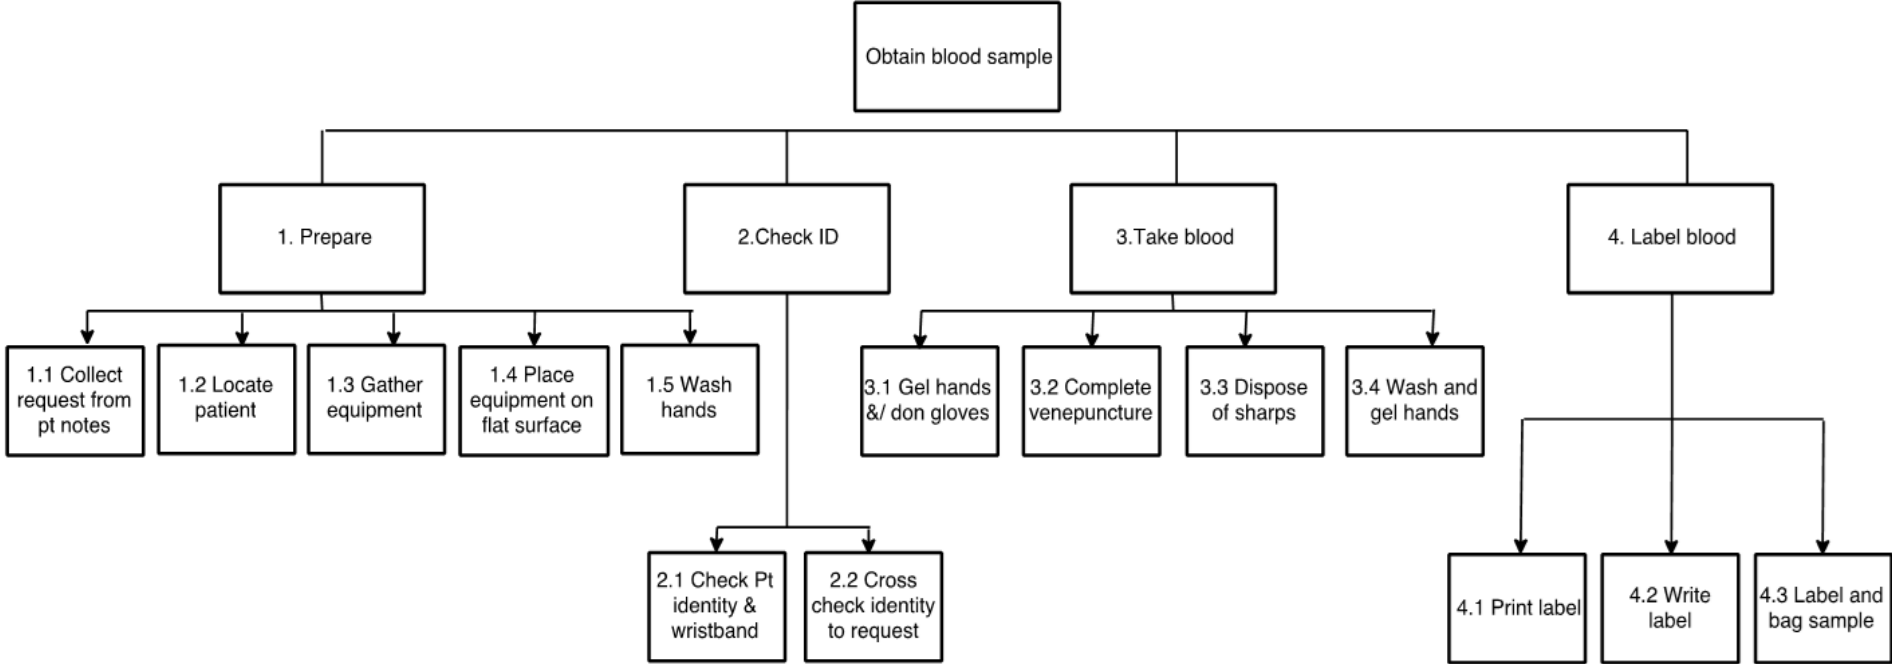 Obtain blood sample
1. Prepare
2.Check ID
3.Take blood
4. Label blood
1.1 Collect
request from
pt notes
1.2 Locate
patient
1.3 Gather
equipment
1.4 Place
equipment on
flat surface
1.5 Wash
hands
3.1 Gel hands
&/ don gloves
3.2 Complete
venepuncture
3.3 Dispose
of sharps
3.4 Wash and
gel hands
2.1 Check Pt
identity &
wristband
2.2 Cross
check identity
to request
4.1 Print label
4.2 Write
label
4.3 Label and
bag sample